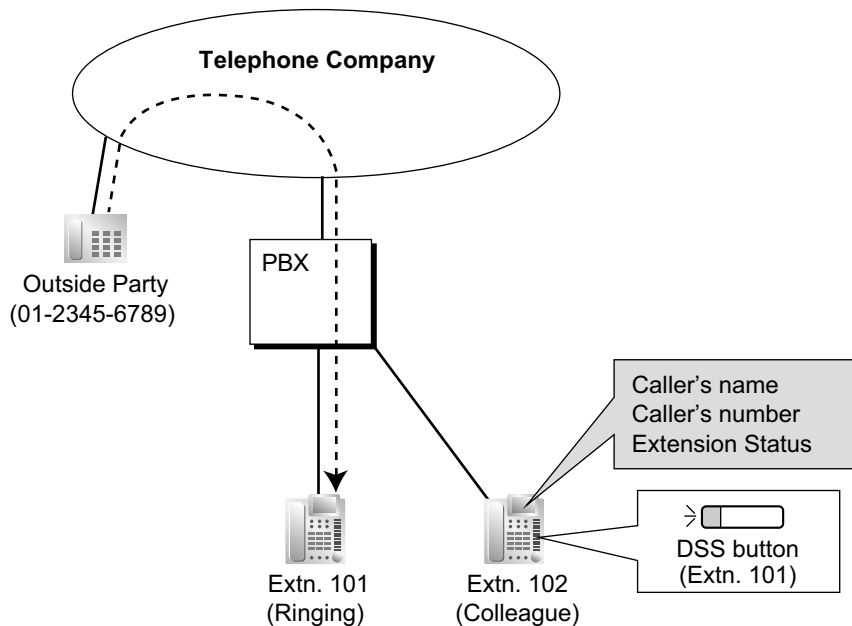 Telephone Company
PBX
Outside Party
(01-2345-6789)
Caller’s name
Caller’s number
Extension Status
DSS button
(Extn. 101)
Extn. 101
(Ringing)
Extn. 102
(Colleague)